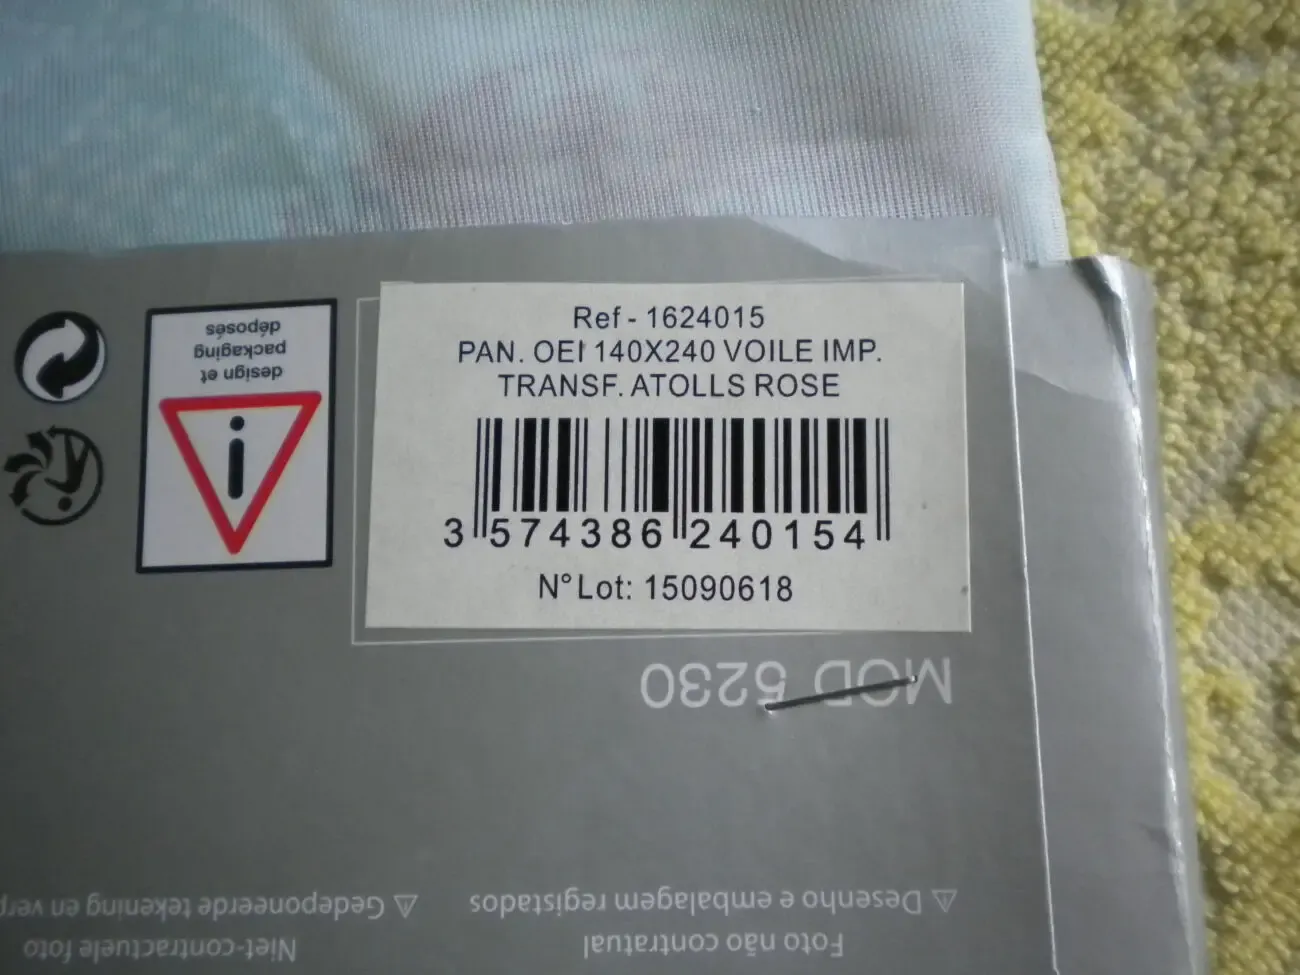 Ref - 1624015
PAN. OEI 140X240 VOILE IMP.
TRANSF. ATOLLS ROSE
3 574386 240154
N° Lot: 15090618
design et
packaging
déposés
i
MOD 5230
Foto não contratual
⚠ Desenho e embalagem registados
Niet-contractuele foto
⚠ Gedeponeerde tekening en